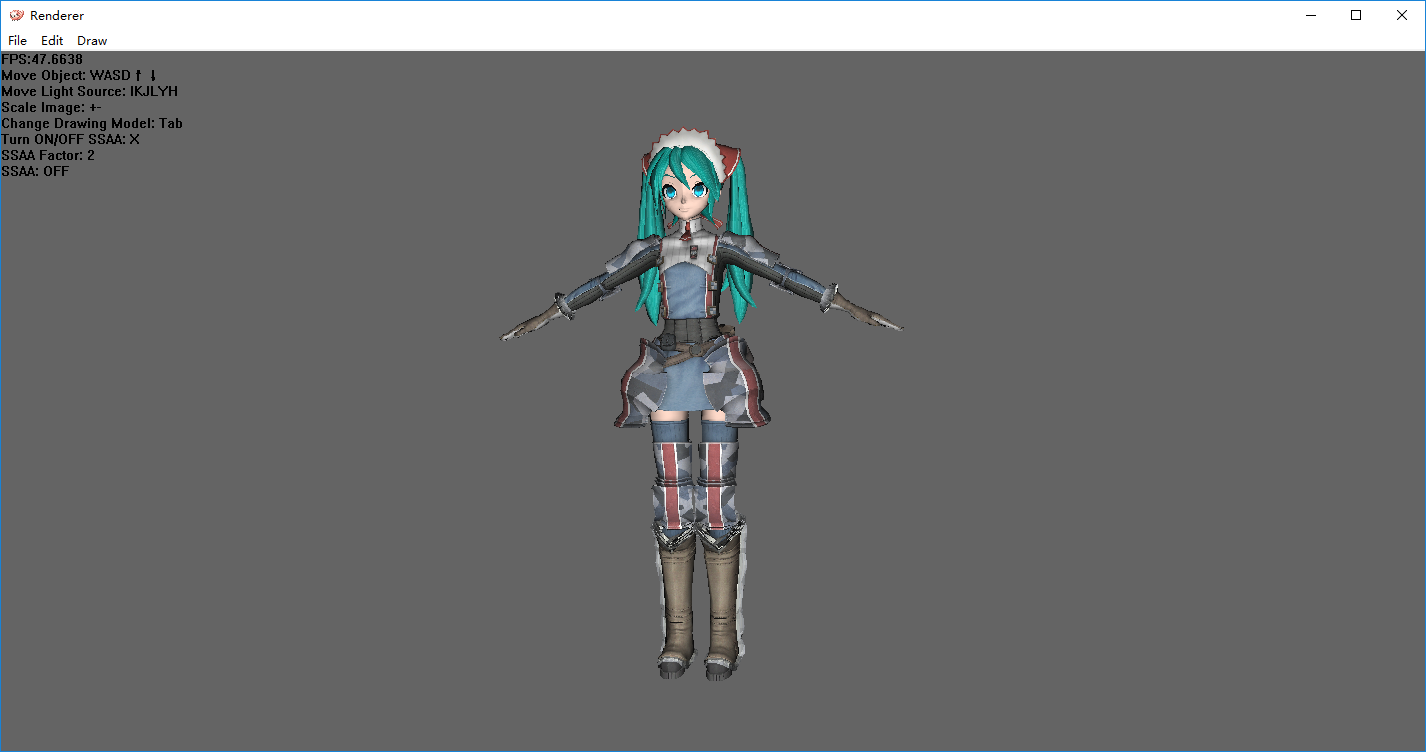 Renderer
File Edit Draw
FPS:47.6638
Move Object: WASD↑ ↓
Move Light Source: IKJLYH
Scale Image: +-
Change Drawing Model: Tab
Turn ON/OFF SSAA: X
SSAA Factor: 2
SSAA: OFF